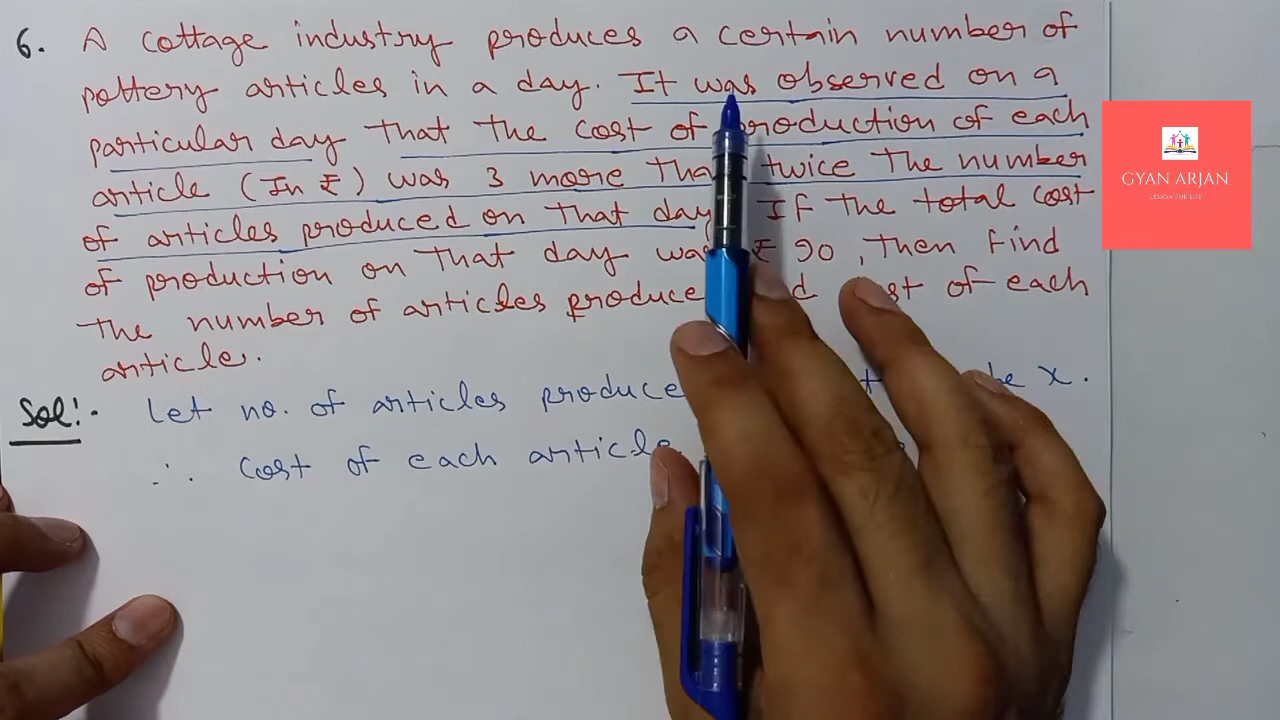 6. A cottage industry produces a certain number of
pottery articles in a day. It was observed on a
particular day that the cost of production of each
article (In ₹) was 3 more than twice the number
of articles produced on that day. If the total cost
of production on that day was ₹ 90, then find
the number of articles produced cost of each
article.
Sol:. Let no. of articles produced be x.
∴ Cost of each article
GYAN ARJAN